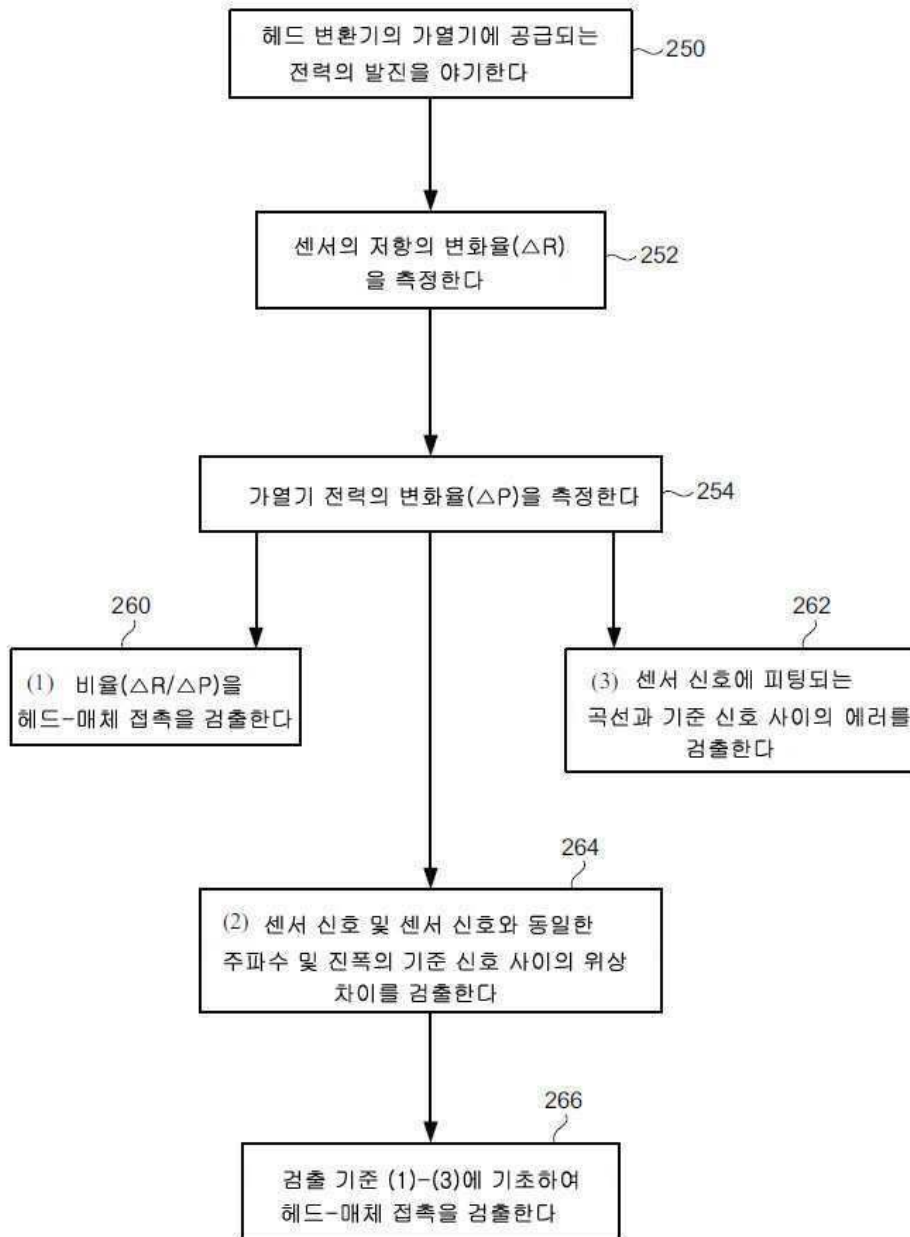 헤드 변환기의 가열기에 공급되는
전력의 발진을 야기한다
250
센서의 저항의 변화율(△R)
을 측정한다
252
가열기 전력의 변화율(△P)을 측정한다
254
260
(1) 비율(△R/△P)을
헤드-매체 접촉을 검출한다
262
(3) 센서 신호에 피팅되는
곡선과 기준 신호 사이의 에러를
검출한다
264
(2) 센서 신호 및 센서 신호와 동일한
주파수 및 진폭의 기준 신호 사이의 위상
차이를 검출한다
266
검출 기준 (1)-(3)에 기초하여
헤드-매체 접촉을 검출한다